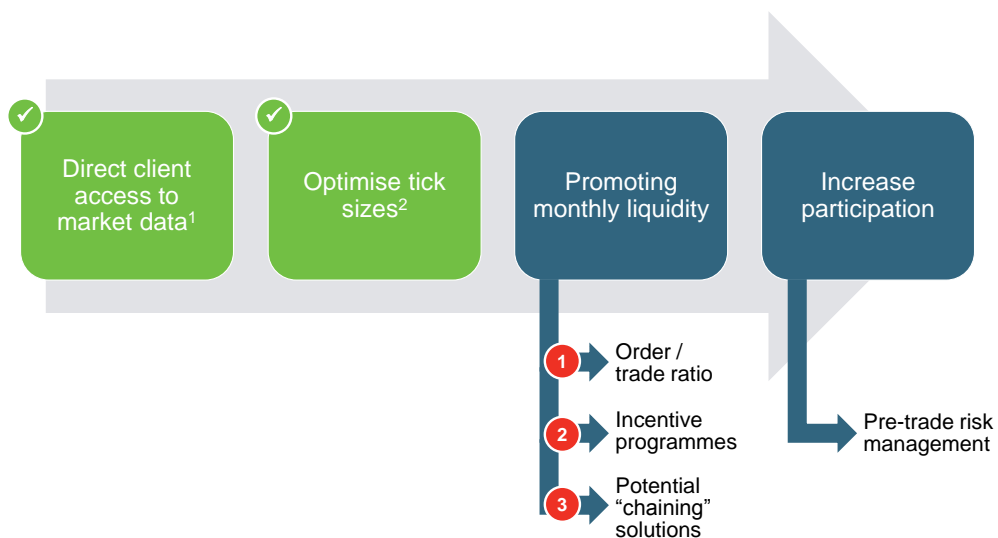 Direct client
access to
market data1
Optimise tick
sizes2
Promoting
monthly liquidity
Increase
participation
1
Order /
trade ratio
2
Incentive
programmes
3
Potential
“chaining”
solutions
Pre-trade risk
management